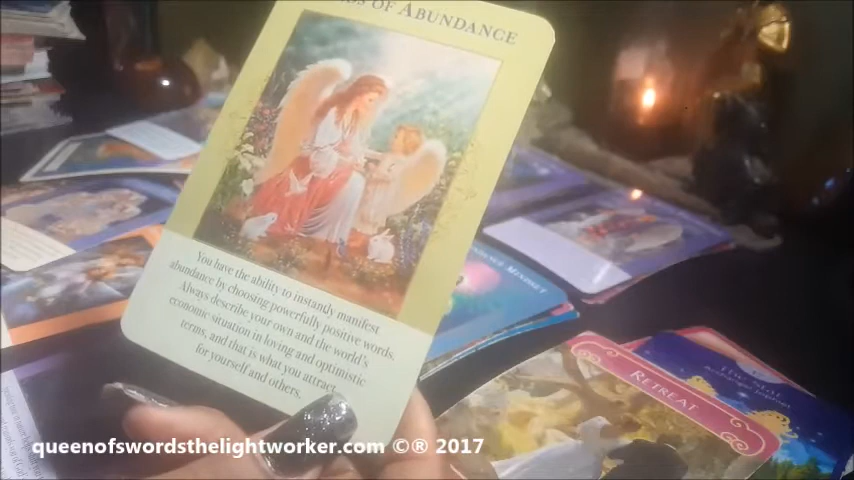 OF ABUNDANCE
You have the ability to instantly manifest
abundance by choosing powerfully positive words.
Always describe your own and the world's
economic situation in loving and optimistic
terms, and that is what you will attract
for yourself and others.
RETREAT
queenofswordsthelightworker.com ©® 2017